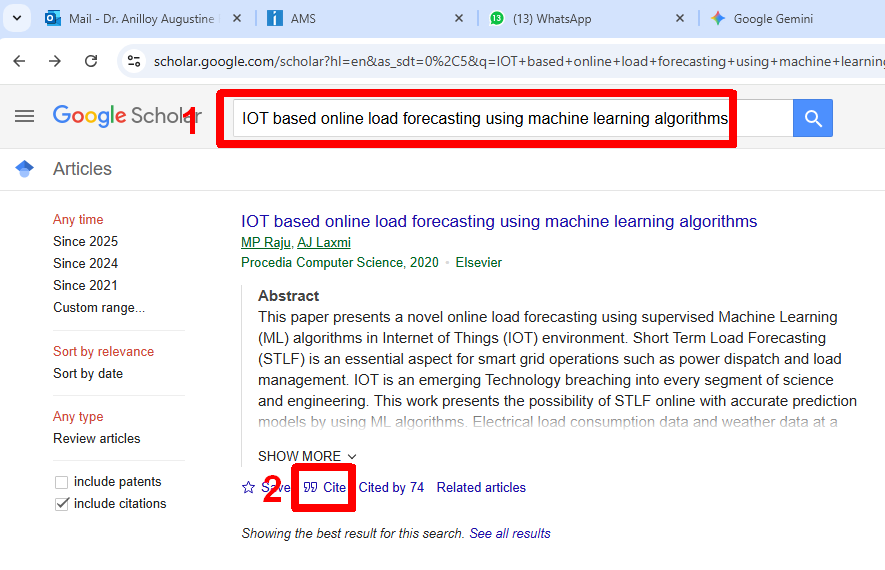 Mail - Dr. Anilloy Augustine
AMS
(13) WhatsApp
Google Gemini
scholar.google.com/scholar?hl=en&as_sdt=0%2C5&q=IOT+based+online+load+forecasting+using+machine+learning
Google Scholar
1
IOT based online load forecasting using machine learning algorithms
Articles
Any time
Since 2025
Since 2024
Since 2021
Custom range...
Sort by relevance
Sort by date
Any type
Review articles
include patents
include citations
IOT based online load forecasting using machine learning algorithms
MP Raju, AJ Laxmi
Procedia Computer Science, 2020 • Elsevier
Abstract
This paper presents a novel online load forecasting using supervised Machine Learning
(ML) algorithms in Internet of Things (IOT) environment. Short Term Load Forecasting
(STLF) is an essential aspect for smart grid operations such as power dispatch and load
management. IOT is an emerging Technology breaching into every segment of science
and engineering. This work presents the possibility of STLF online with accurate prediction
models by using ML algorithms. Electrical load consumption data and weather data at a
SHOW MORE
Save 2 Cite Cited by 74 Related articles
Showing the best result for this search. See all results